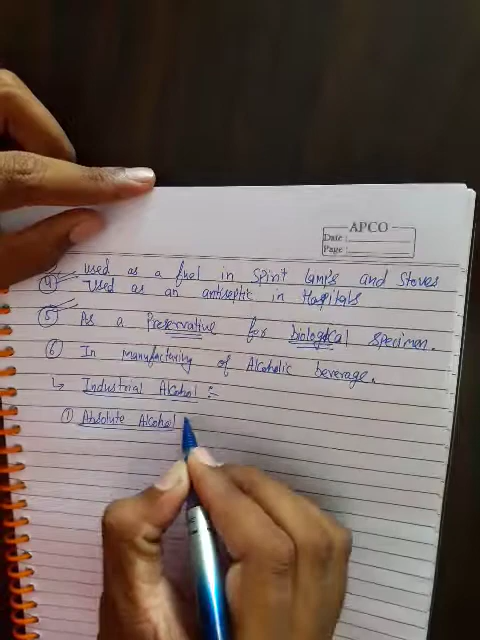 APCO
Date :
Page :
used as a fuel in Spirit lamps and Stoves
④ Used as an antiseptic in Hospitals
⑤ As a Preservative for biological specimen.
⑥ In manufacturing of Alcoholic beverage.
↳ Industrial Alcohol :-
① Absolute Alcohol